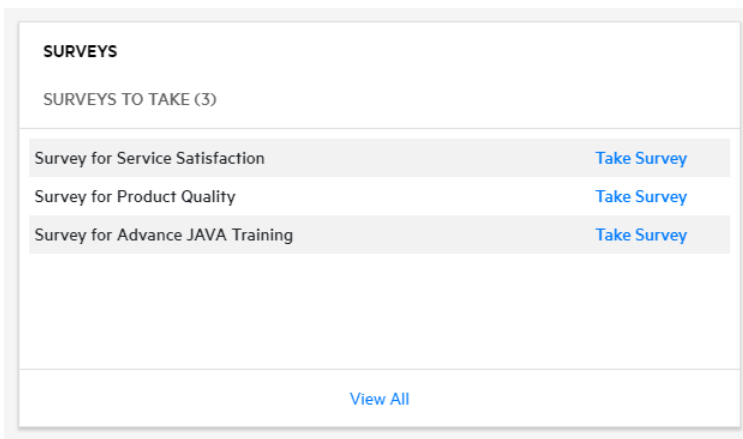 SURVEYS
SURVEYS TO TAKE (3)
Survey for Service Satisfaction Take Survey
Survey for Product Quality Take Survey
Survey for Advance JAVA Training Take Survey
View All